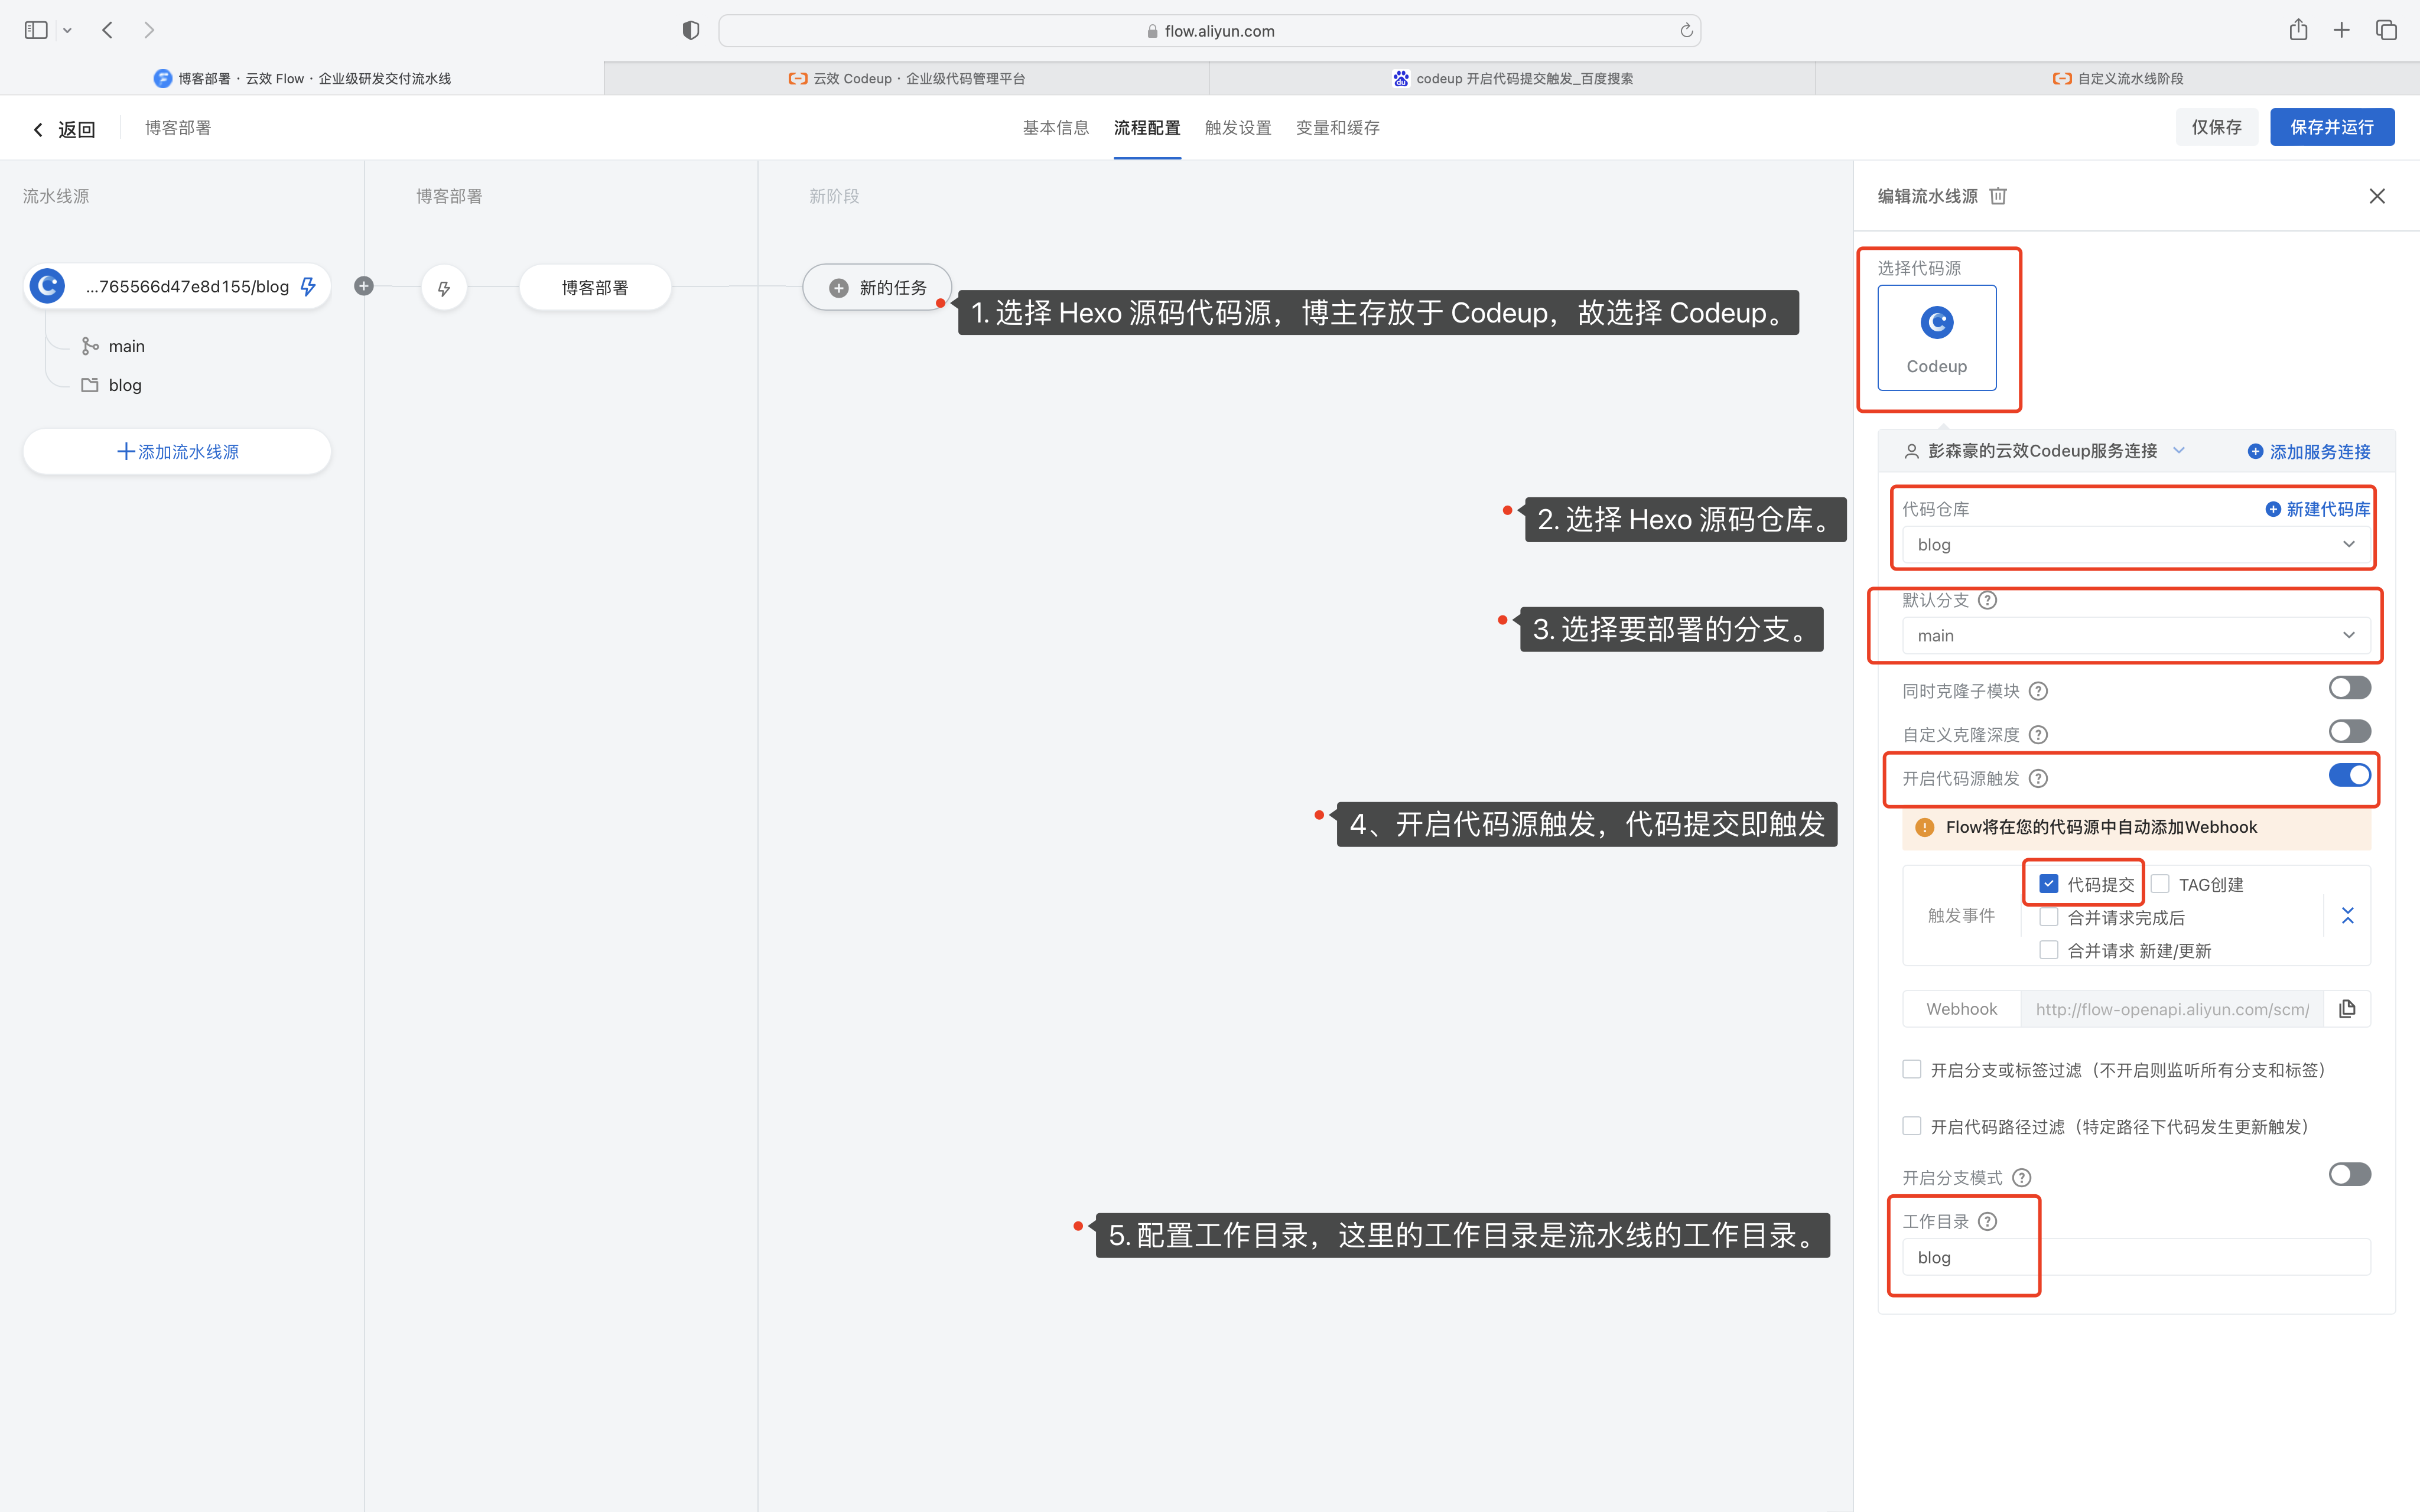 flow.aliyun.com
博客部署 · 云效 Flow · 企业级研发交付流水线
云效 Codeup · 企业级代码管理平台
codeup 开启代码提交触发_百度搜索
自定义流水线阶段
返回
博客部署
基本信息
流程配置
触发设置
变量和缓存
仅保存
保存并运行
流水线源
博客部署
新阶段
...765566d47e8d155/blog
main
blog
添加流水线源
博客部署
新的任务
1. 选择 Hexo 源码代码源，博主存放于 Codeup，故选择 Codeup。
2. 选择 Hexo 源码仓库。
3. 选择要部署的分支。
4、开启代码源触发，代码提交即触发
5. 配置工作目录，这里的工作目录是流水线的工作目录。
编辑流水线源
选择代码源
Codeup
彭森豪的云效Codeup服务连接
添加服务连接
代码仓库
新建代码库
blog
默认分支
main
同时克隆子模块
自定义克隆深度
开启代码源触发
Flow将在您的代码源中自动添加Webhook
触发事件
代码提交
TAG创建
合并请求完成后
合并请求 新建/更新
Webhook
http://flow-openapi.aliyun.com/scm/
开启分支或标签过滤（不开启则监听所有分支和标签）
开启代码路径过滤（特定路径下代码发生更新触发）
开启分支模式
工作目录
blog